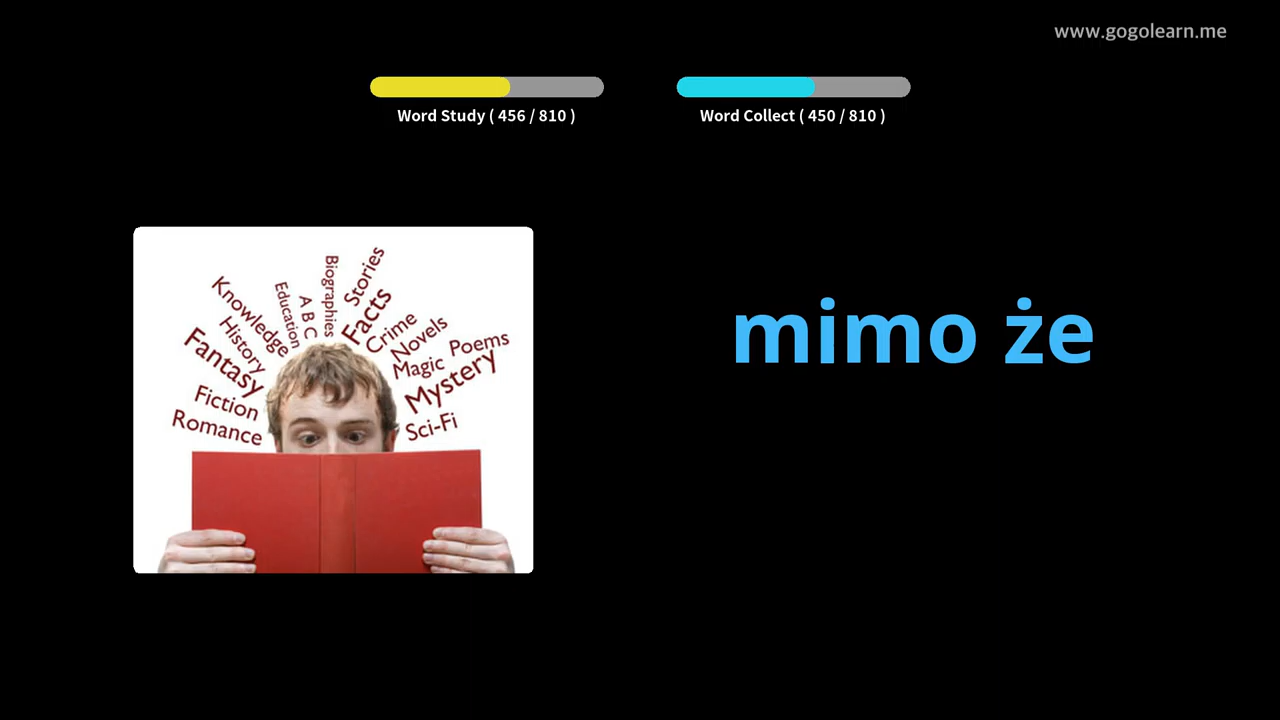 www.gogolearn.me
Word Study ( 456 / 810 )
Word Collect ( 450 / 810 )
Knowledge
Education
A B C
Biographies
Stories
Facts
Crime
Novels
Poems
History
Magic
Fantasy
Mystery
Fiction
Romance
Sci-Fi
mimo że